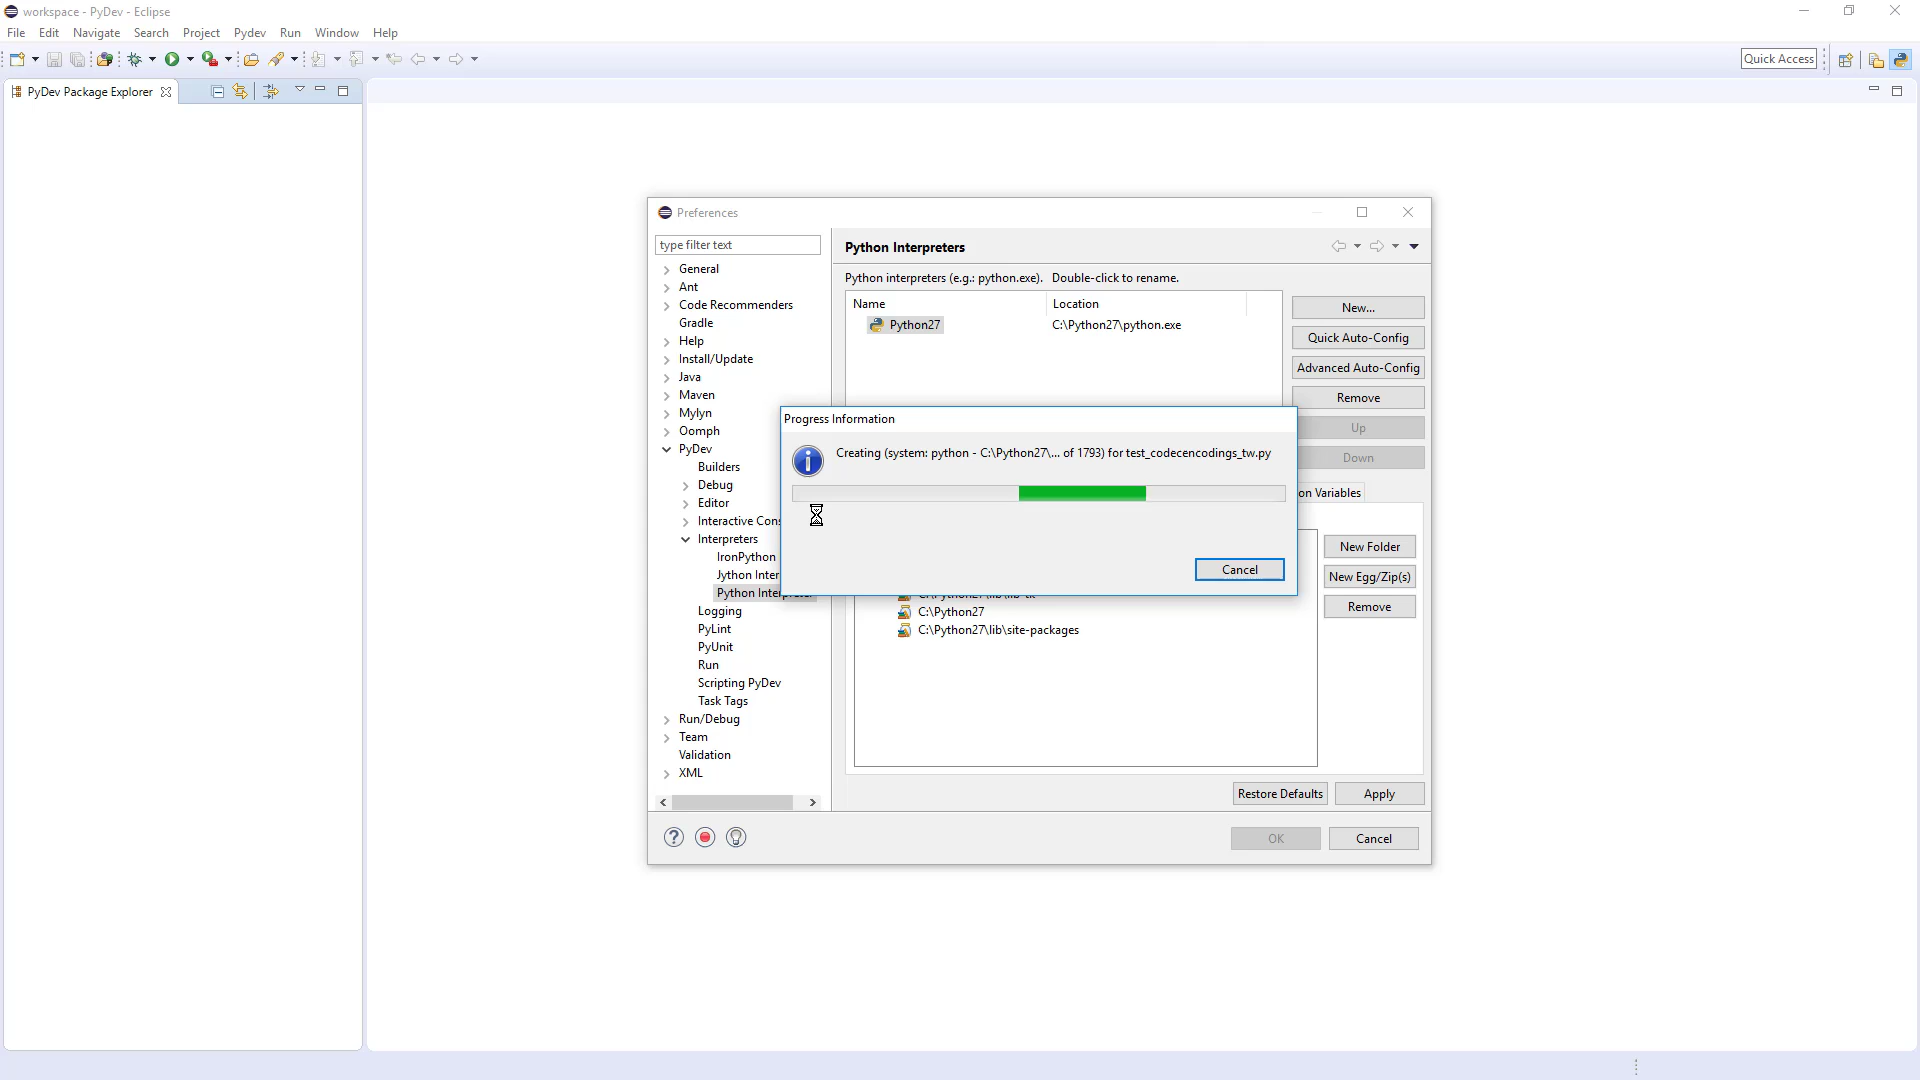 workspace - PyDev - Eclipse
File Edit Navigate Search Project Pydev Run Window Help
Quick Access
PyDev Package Explorer
Preferences
type filter text
General
Ant
Code Recommenders
Gradle
Help
Install/Update
Java
Maven
Mylyn
Oomph
PyDev
Builders
Debug
Editor
Interactive Con
Interpreters
IronPython
Jython Inter
Python Inter
Logging
PyLint
PyUnit
Run
Scripting PyDev
Task Tags
Run/Debug
Team
Validation
XML
Python Interpreters
Python interpreters (e.g.: python.exe). Double-click to rename.
Name Location
Python27 C:\Python27\python.exe
New...
Quick Auto-Config
Advanced Auto-Config
Remove
Up
Down
Progress Information
Creating (system: python - C:\Python27\... of 1793) for test_codecencodings_tw.py
Cancel
on Variables
New Folder
New Egg/Zip(s)
Remove
C:\Python27
C:\Python27\lib\site-packages
Restore Defaults Apply
OK Cancel